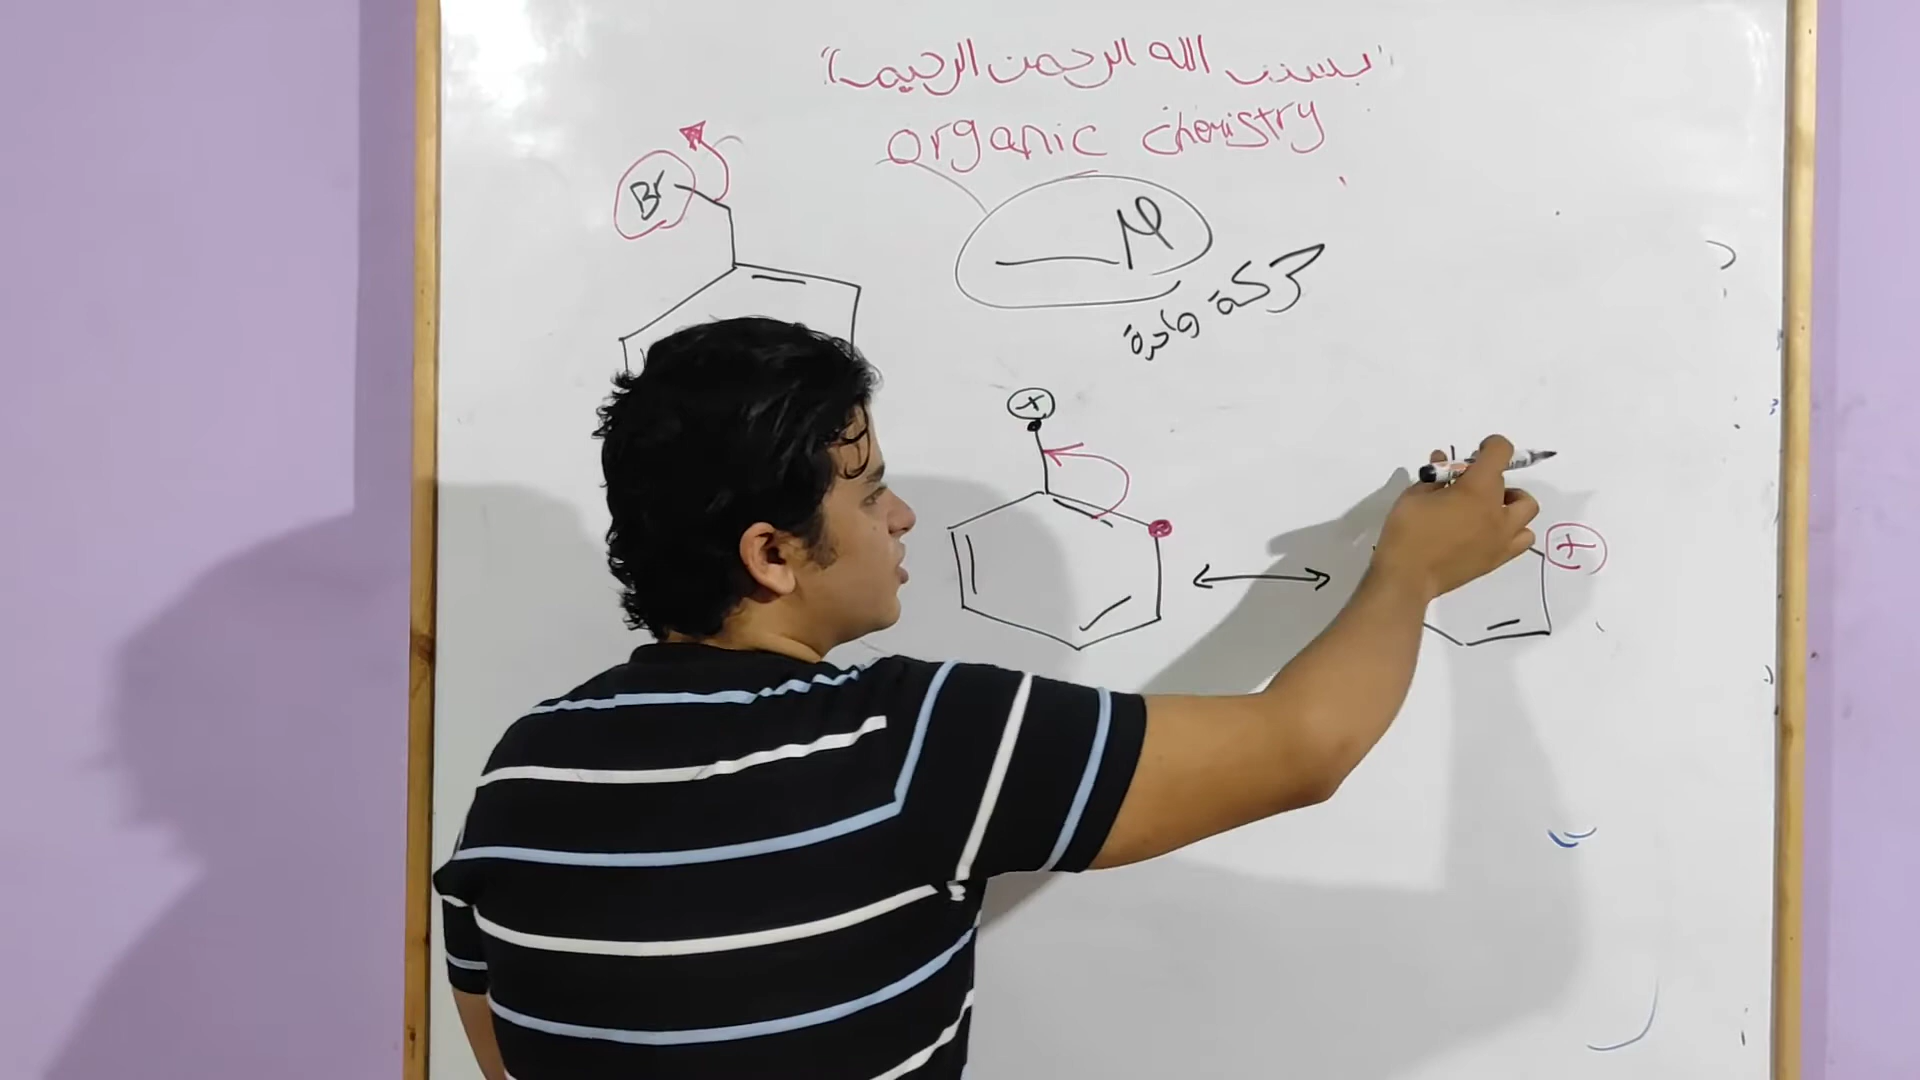 "بسم الله الرحمن الرحيم"
organic chemistry
Br
M
حركة واحدة
+
+